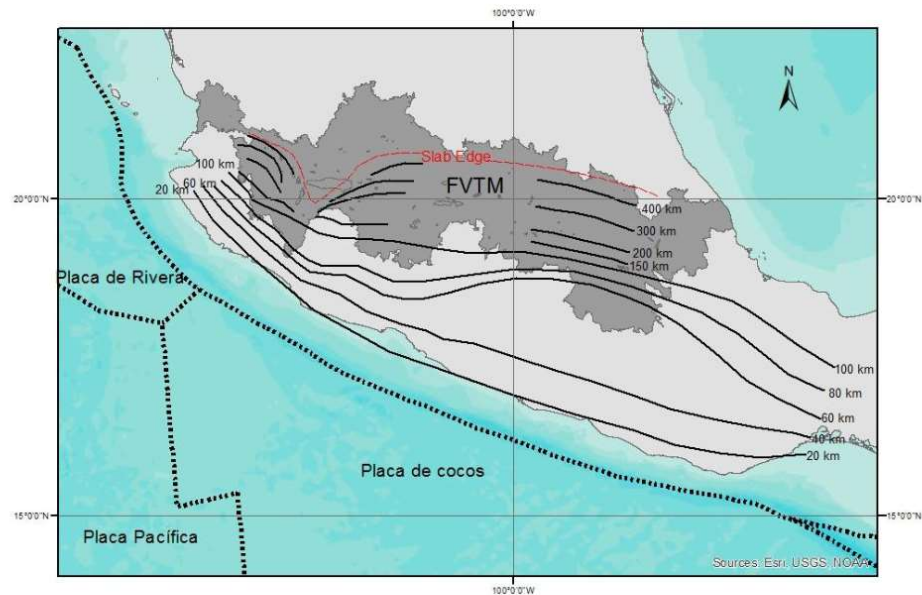 100°0'0"W
N
Slab Edge
100 km
FVTM
60 km
20 km
20°0'0"N
20°0'0"N
400 km
300 km
200 km
150 km
Placa de Rivera
100 km
80 km
60 km
40 km
20 km
Placa de cocos
15°0'0"N
15°0'0"N
Placa Pacífica
Sources: Esri, USGS, NOAA
100°0'0"W